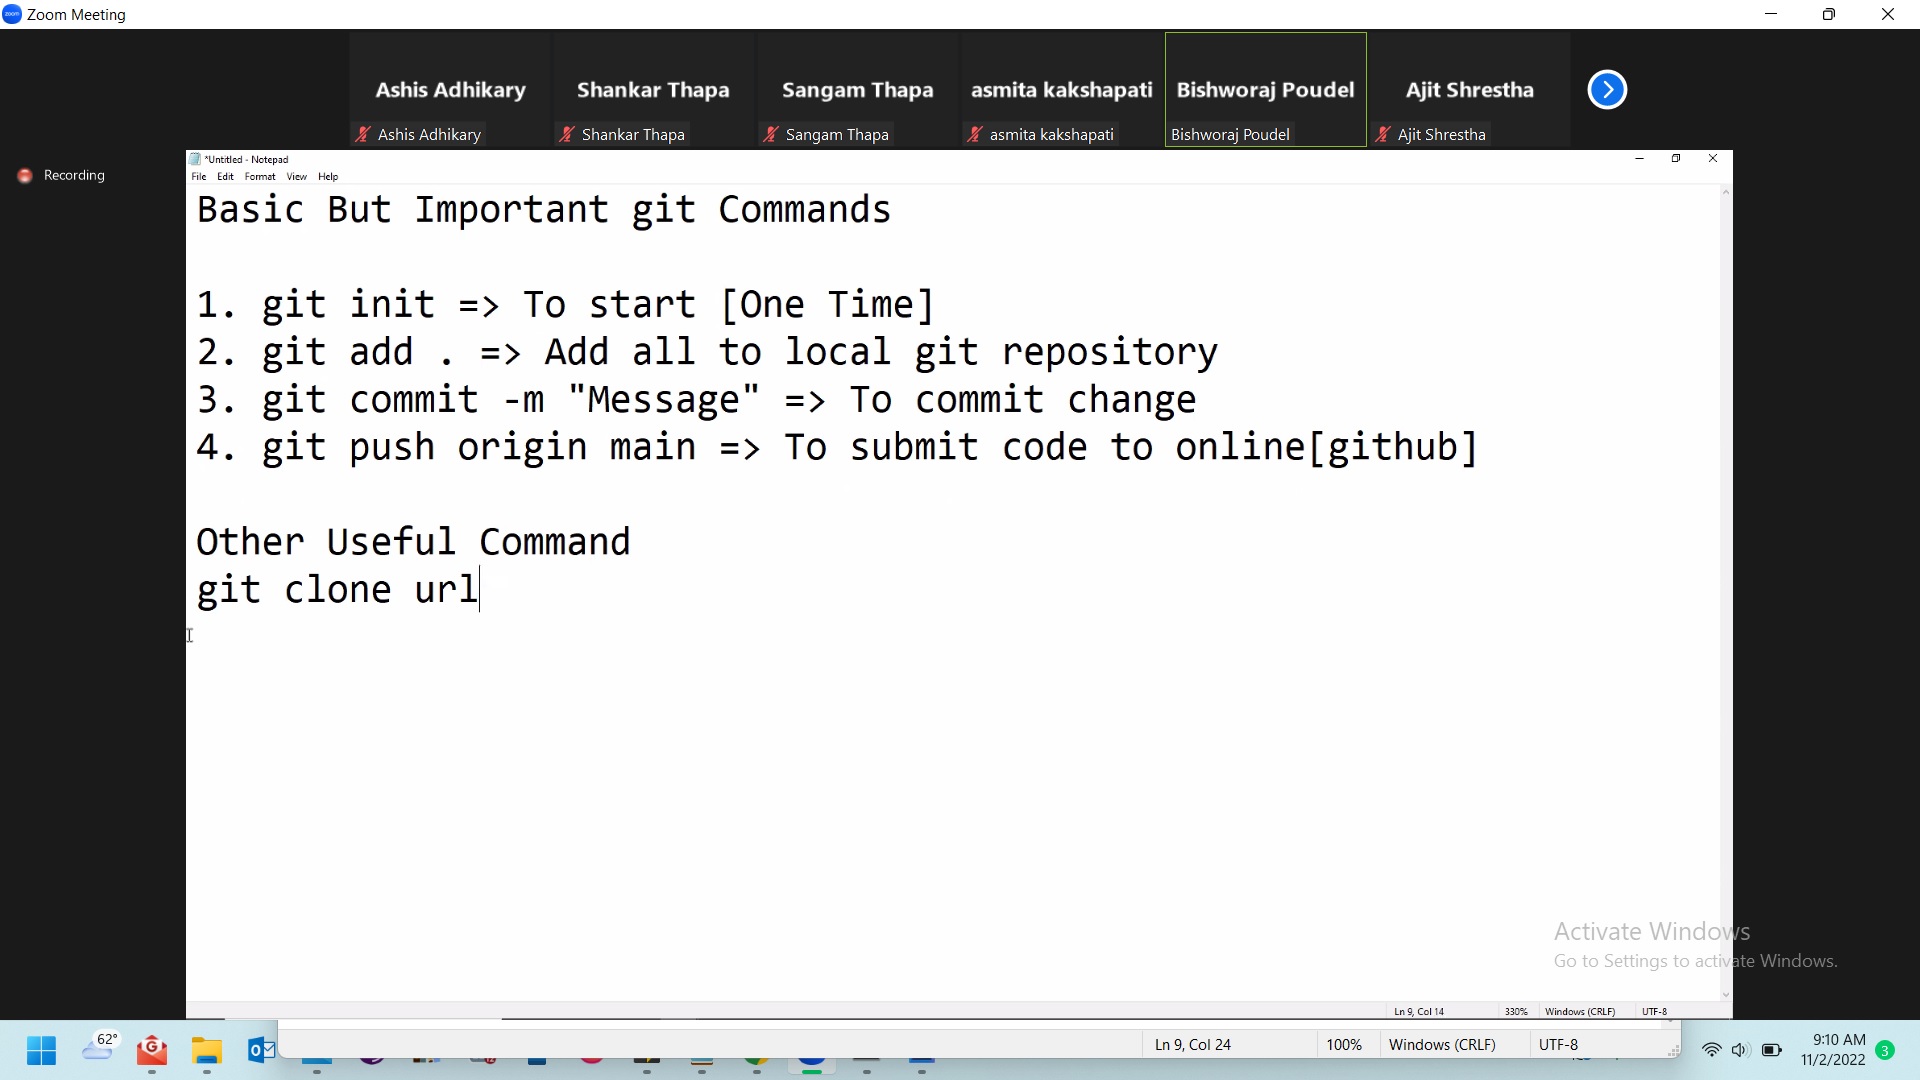 Zoom Meeting
Ashis Adhikary
Shankar Thapa
Sangam Thapa
asmita kakshapati
Bishworaj Poudel
Ajit Shrestha
Ashis Adhikary
Shankar Thapa
Sangam Thapa
asmita kakshapati
Bishworaj Poudel
Ajit Shrestha
Recording
*Untitled - Notepad
File Edit Format View Help
Basic But Important git Commands
1. git init => To start [One Time]
2. git add . => Add all to local git repository
3. git commit -m "Message" => To commit change
4. git push origin main => To submit code to online[github]
Other Useful Command
git clone url
Activate Windows
Go to Settings to activate Windows.
Ln 9, Col 14 330% Windows (CRLF) UTF-8
Ln 9, Col 24 100% Windows (CRLF) UTF-8
62°
9:10 AM
11/2/2022
3